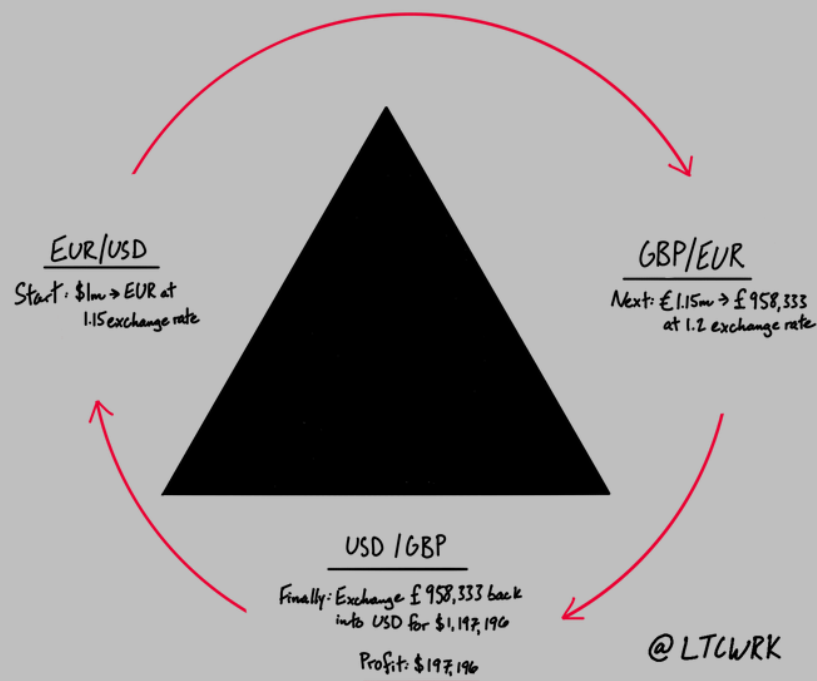 EUR/USD
Start: $1m → EUR at
1.15 exchange rate
GBP/EUR
Next: €1.15m → £958,333
at 1.2 exchange rate
USD/GBP
Finally: Exchange £958,333 back
into USD for $1,197,196
Profit: $197,196
@LTCWRK